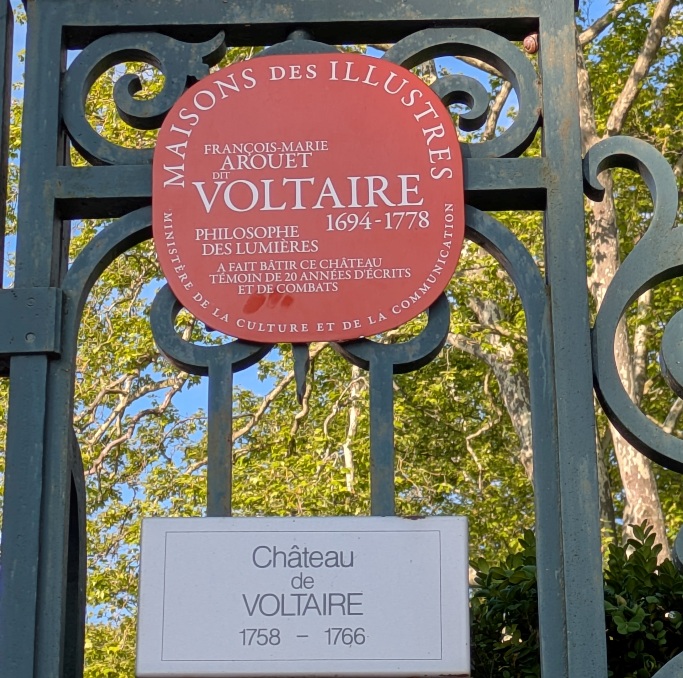 MAISONS DES ILLUSTRES
FRANÇOIS-MARIE
AROUET
DIT
VOLTAIRE
1694-1778
PHILOSOPHE
DES LUMIÈRES
A FAIT BÂTIR CE CHÂTEAU
TÉMOIN DE 20 ANNÉES D'ÉCRITS
ET DE COMBATS
MINISTÈRE DE LA CULTURE ET DE LA COMMUNICATION
Château
de
VOLTAIRE
1758 – 1766